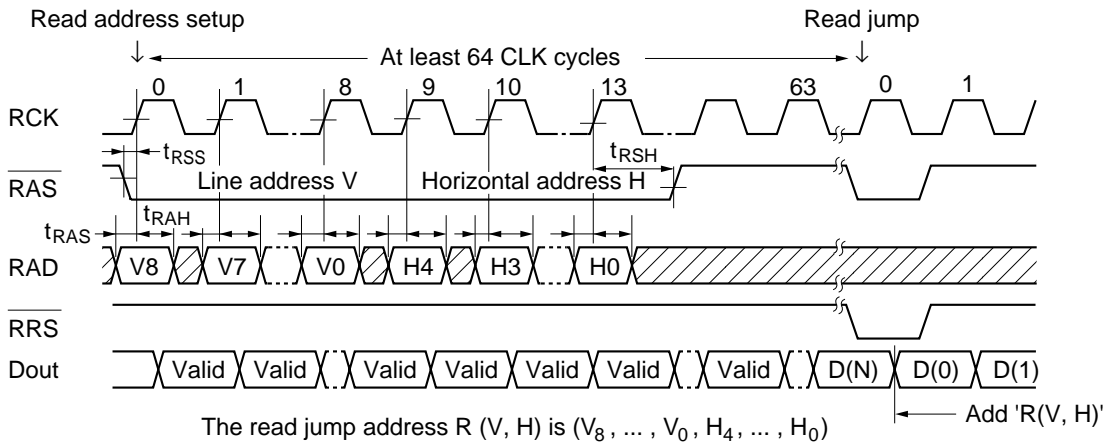 Read address setup Read jump
At least 64 CLK cycles
0 1 8 9 10 13 63 0 1
RCK
tRSS tRSH
RAS Line address V Horizontal address H
tRAS tRAH
RAD V8 V7 V0 H4 H3 H0
RRS
Dout Valid Valid Valid Valid Valid Valid Valid D(N) D(0) D(1)
Add 'R(V, H)'
The read jump address R (V, H) is (V8 , ... , V0 , H4 , ... , H0)